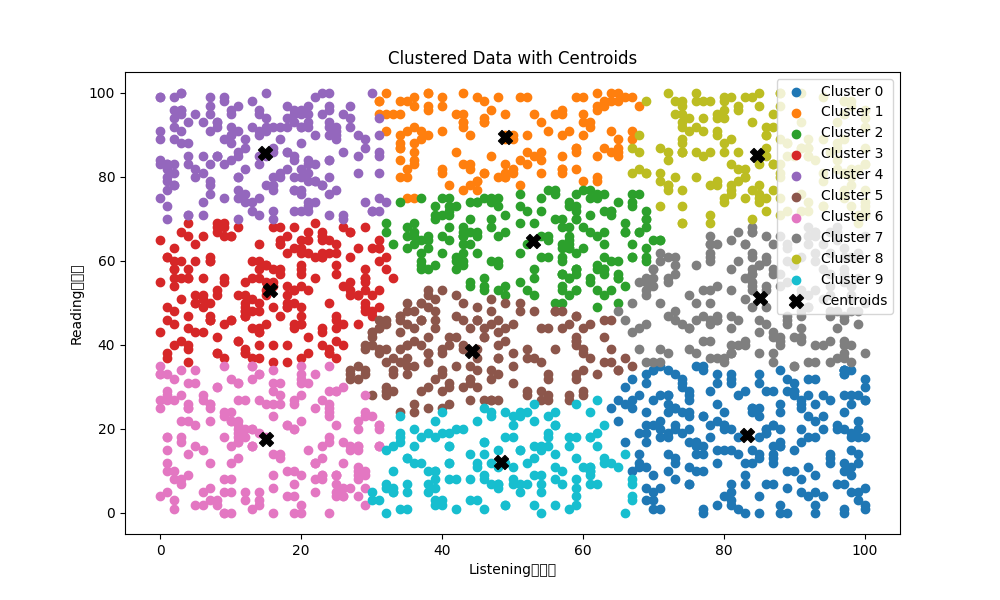 Clustered Data with Centroids
Reading
100
80
60
40
20
0
0 20 40 60 80 100
Listening
Cluster 0
Cluster 1
Cluster 2
Cluster 3
Cluster 4
Cluster 5
Cluster 6
Cluster 7
Cluster 8
Cluster 9
Centroids